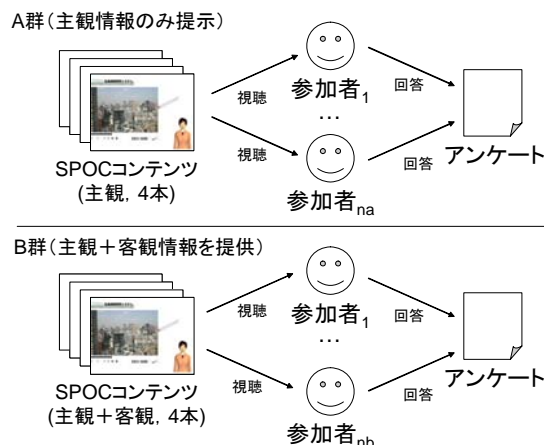 A群(主観情報のみ提示)
視聴
回答
参加者1
…
視聴
回答
参加者na
アンケート
SPOCコンテンツ
(主観, 4本)
B群(主観+客観情報を提供)
視聴
回答
参加者1
…
視聴
回答
参加者nb
アンケート
SPOCコンテンツ
(主観+客観, 4本)